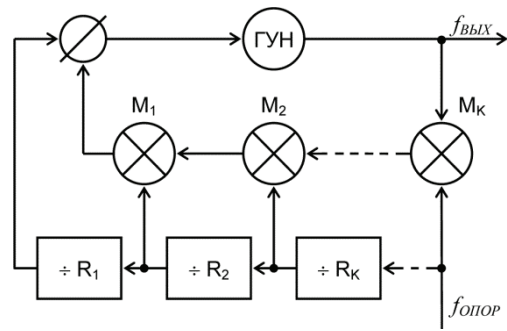 ГУН
fВЫХ
M1
M2
MK
÷ R1
÷ R2
÷ RK
fОПОР